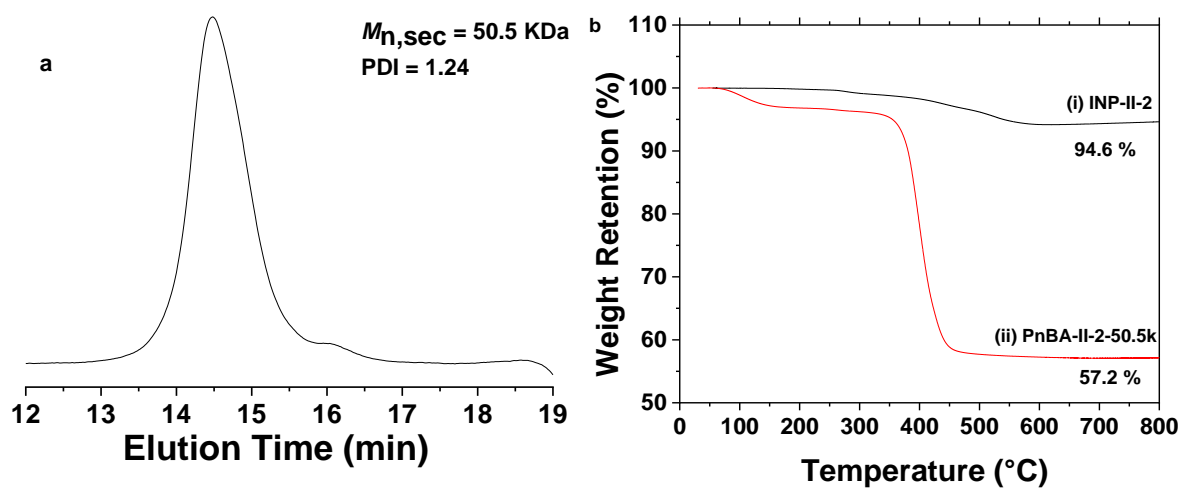 a
Mn,sec = 50.5 KDa
PDI = 1.24
12 13 14 15 16 17 18 19
Elution Time (min)
b
110
100
90
80
70
60
50
Weight Retention (%)
(i) INP-II-2
94.6 %
(ii) PnBA-II-2-50.5k
57.2 %
0 100 200 300 400 500 600 700 800
Temperature (°C)